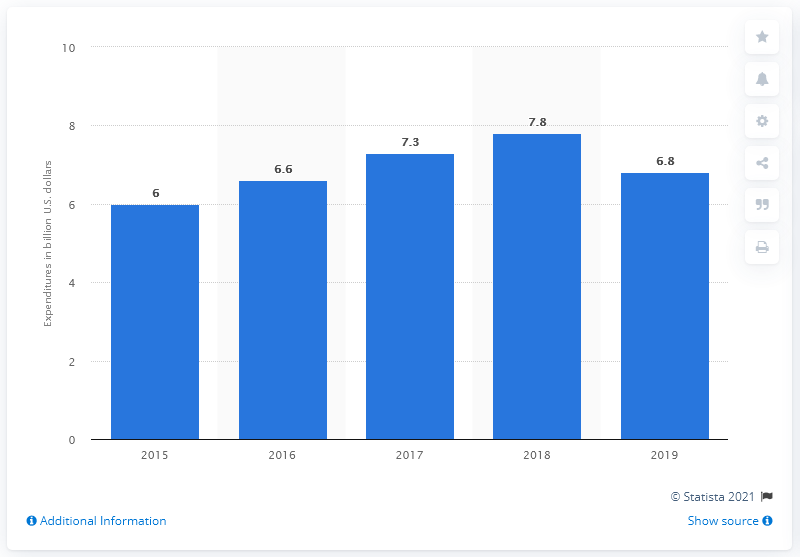 10
8
6
4
2
0
Expenditures in billion U.S. dollars
6
6.6
7.3
7.8
6.8
2015 2016 2017 2018 2019
© Statista 2021
Additional Information
Show source